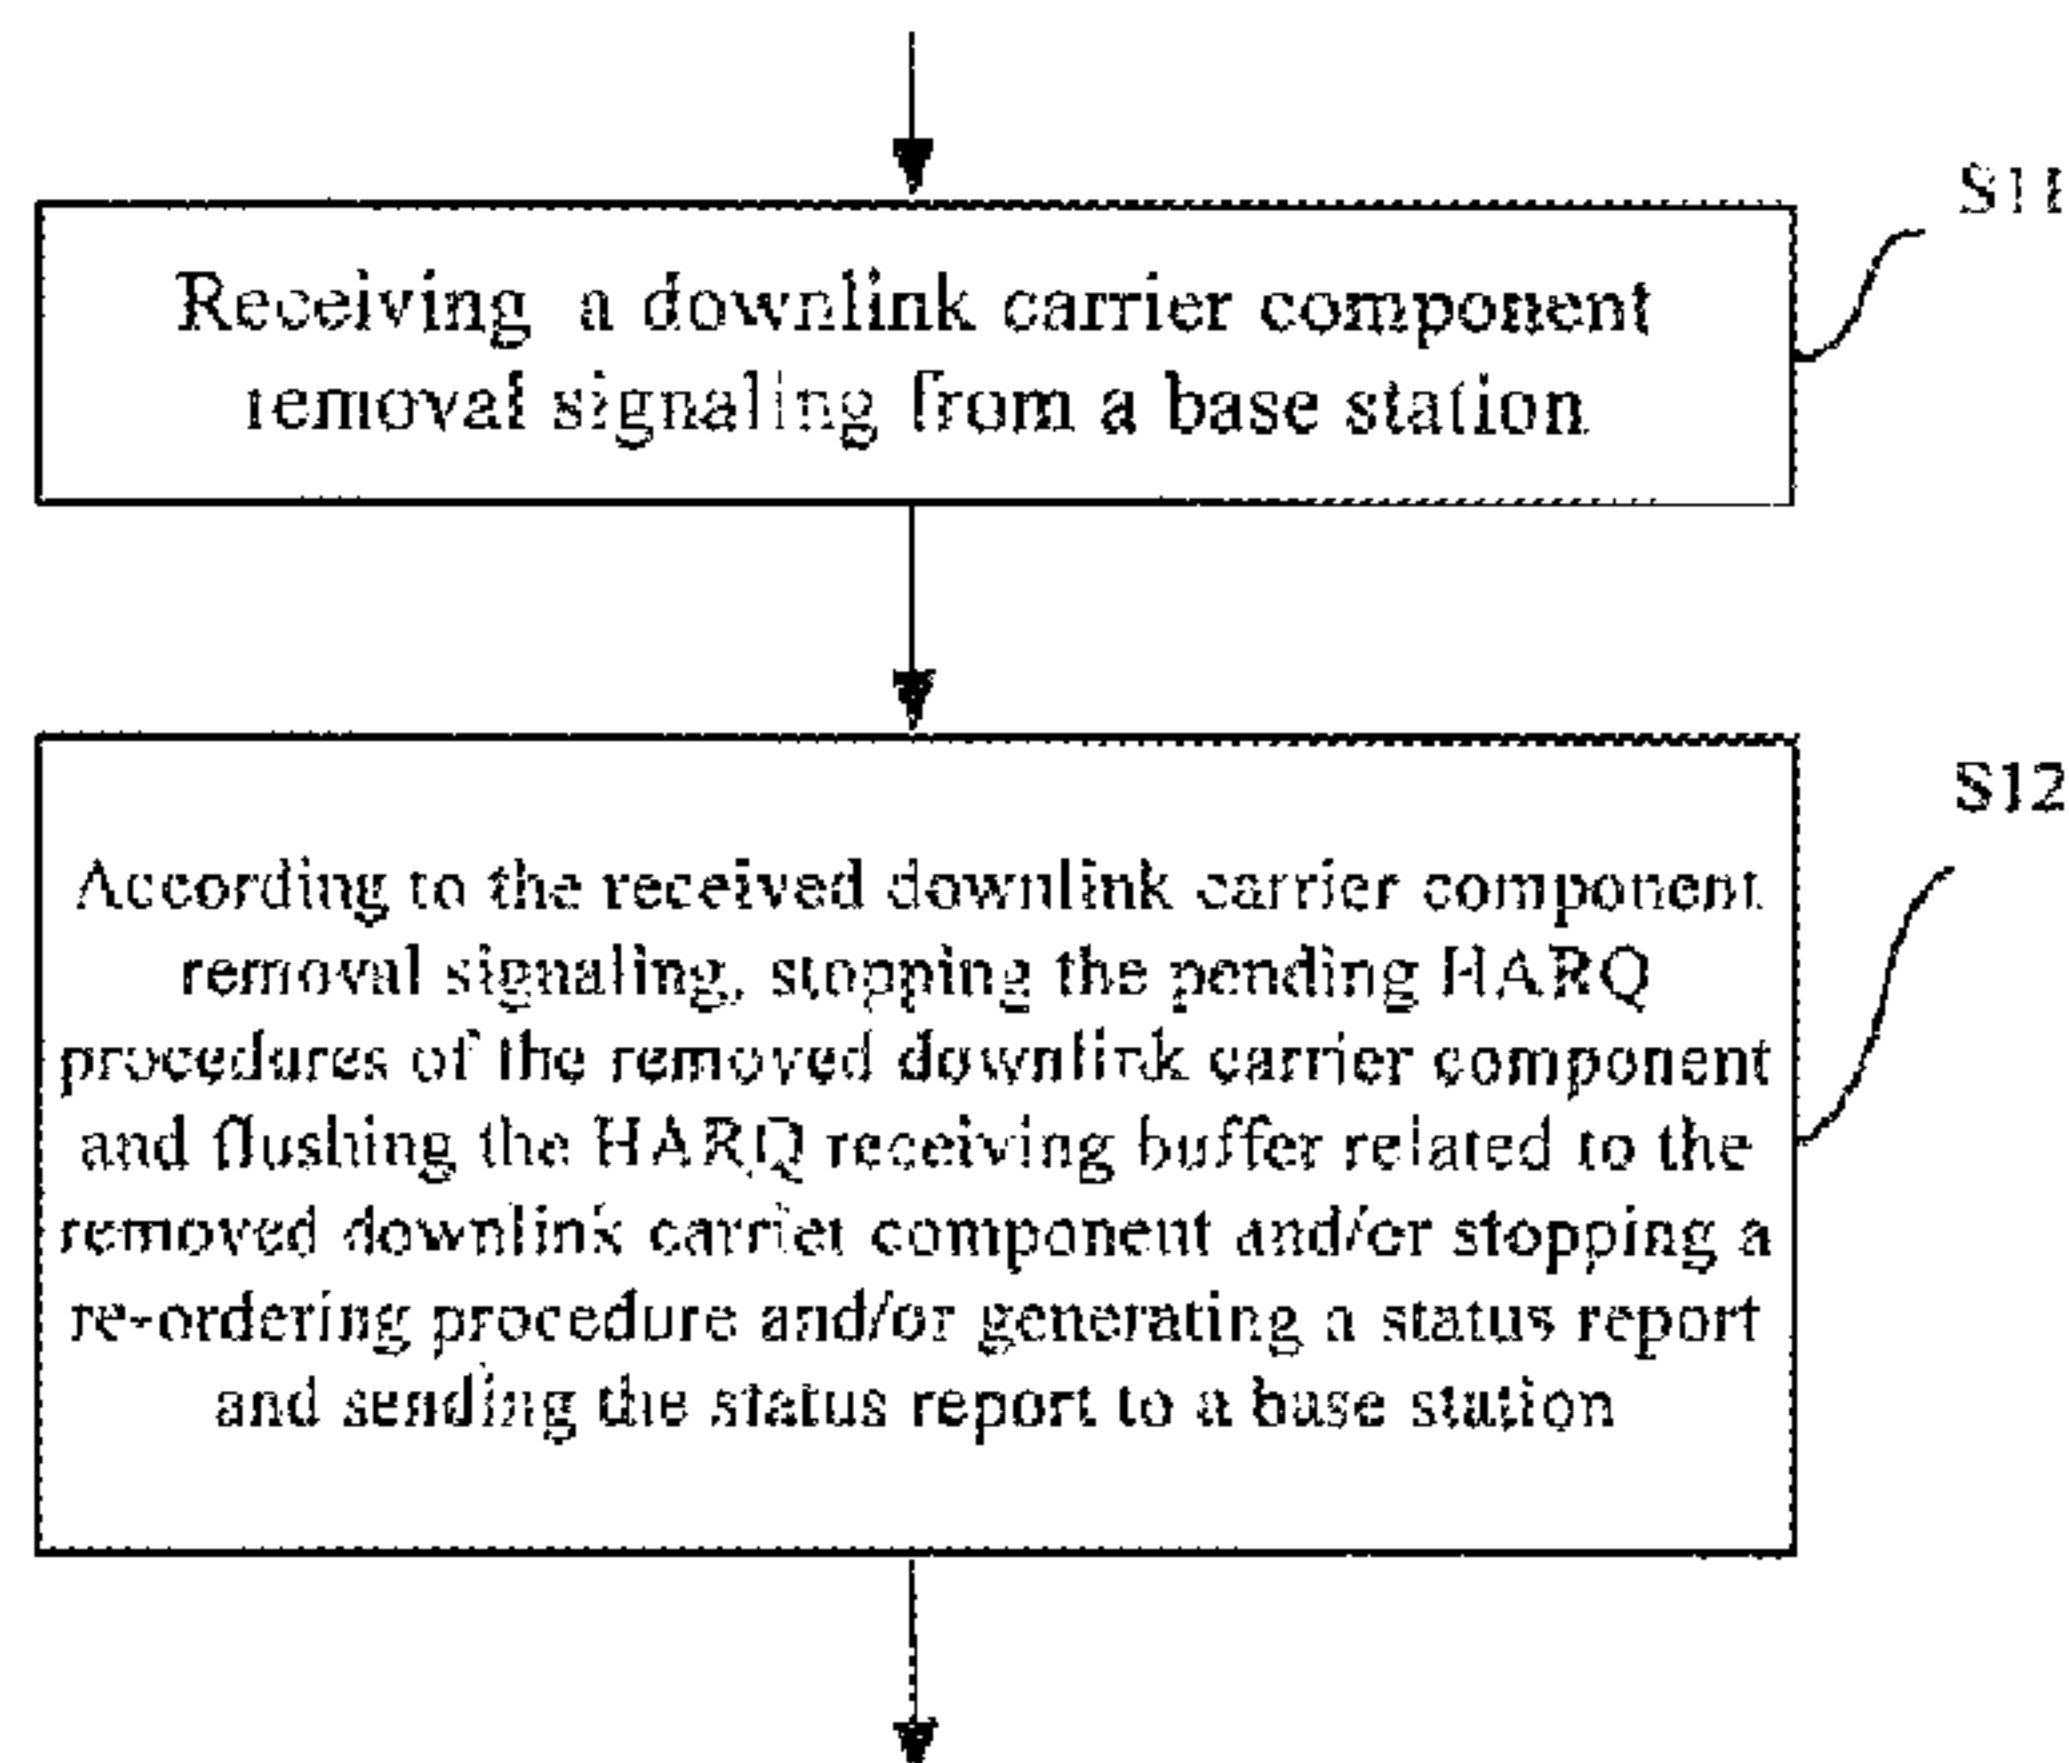 S11
Receiving a downlink carrier component
removal signaling from a base station
S12
According to the received downlink carrier component
removal signaling, stopping the pending HARQ
procedures of the removed downlink carrier component
and flushing the HARQ receiving buffer related to the
removed downlink carrier component and/or stopping a
re-ordering procedure and/or generating a status report
and sending the status report to a base station